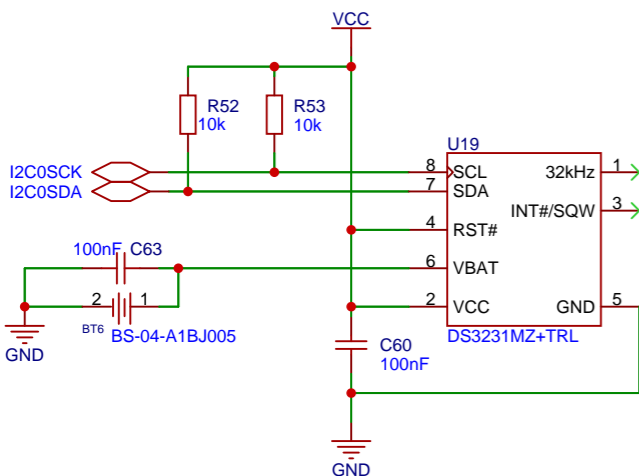 VCC
R52
10k
R53
10k
U19
I2C0SCK
I2C0SDA
8
SCL
32kHz
1
7
SDA
INT#/SQW
3
4
RST#
100nF
C63
6
VBAT
2
1
2
VCC
GND
5
BT6
BS-04-A1BJ005
DS3231MZ+TRL
GND
C60
100nF
GND